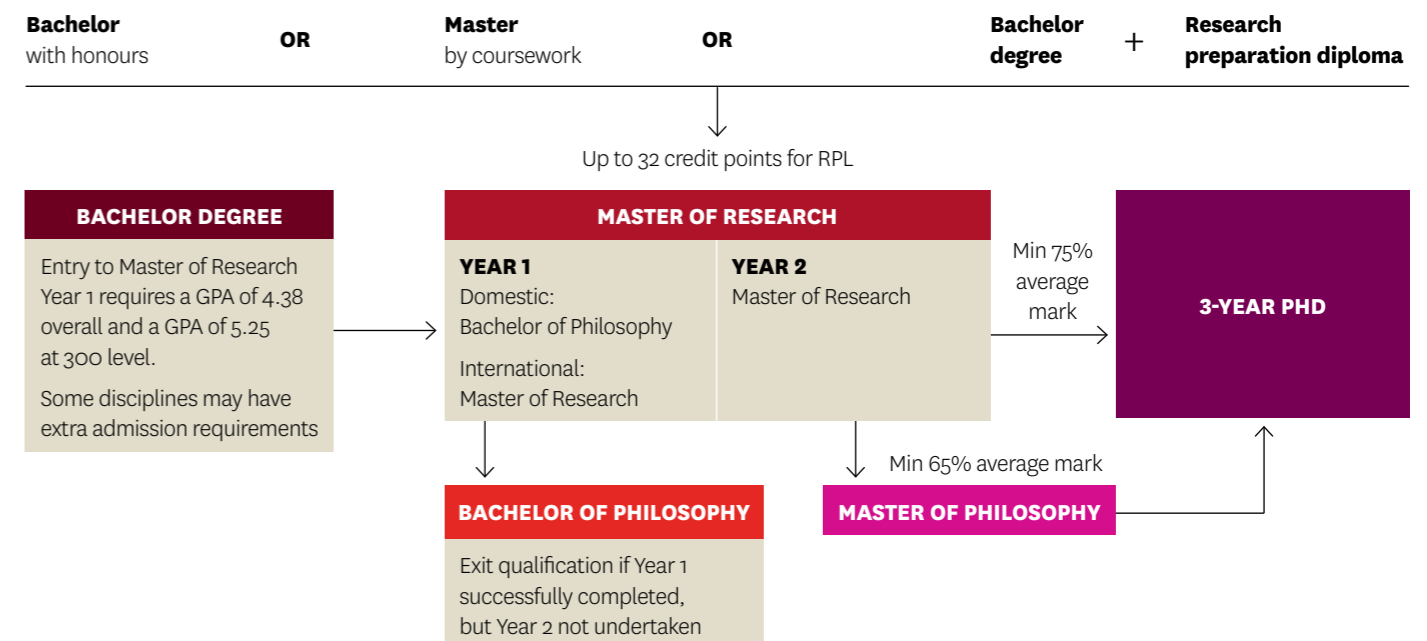 Bachelor
with honours
OR
Master
by coursework
OR
Bachelor
degree
+
Research
preparation diploma
Up to 32 credit points for RPL
BACHELOR DEGREE
Entry to Master of Research
Year 1 requires a GPA of 4.38
overall and a GPA of 5.25
at 300 level.
Some disciplines may have
extra admission requirements
MASTER OF RESEARCH
YEAR 1
Domestic:
Bachelor of Philosophy
International:
Master of Research
YEAR 2
Master of Research
Min 75%
average
mark
3-YEAR PHD
BACHELOR OF PHILOSOPHY
Exit qualification if Year 1
successfully completed,
but Year 2 not undertaken
Min 65% average mark
MASTER OF PHILOSOPHY